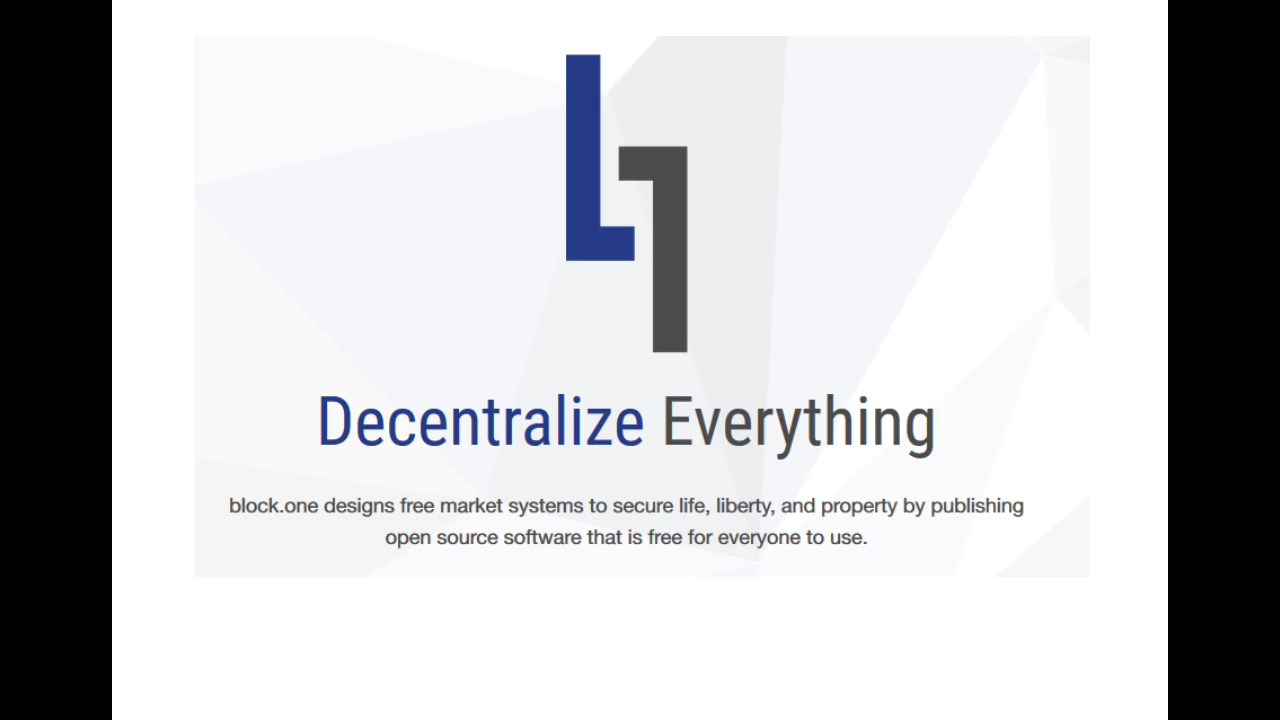 Decentralize Everything
block.one designs free market systems to secure life, liberty, and property by publishing
open source software that is free for everyone to use.